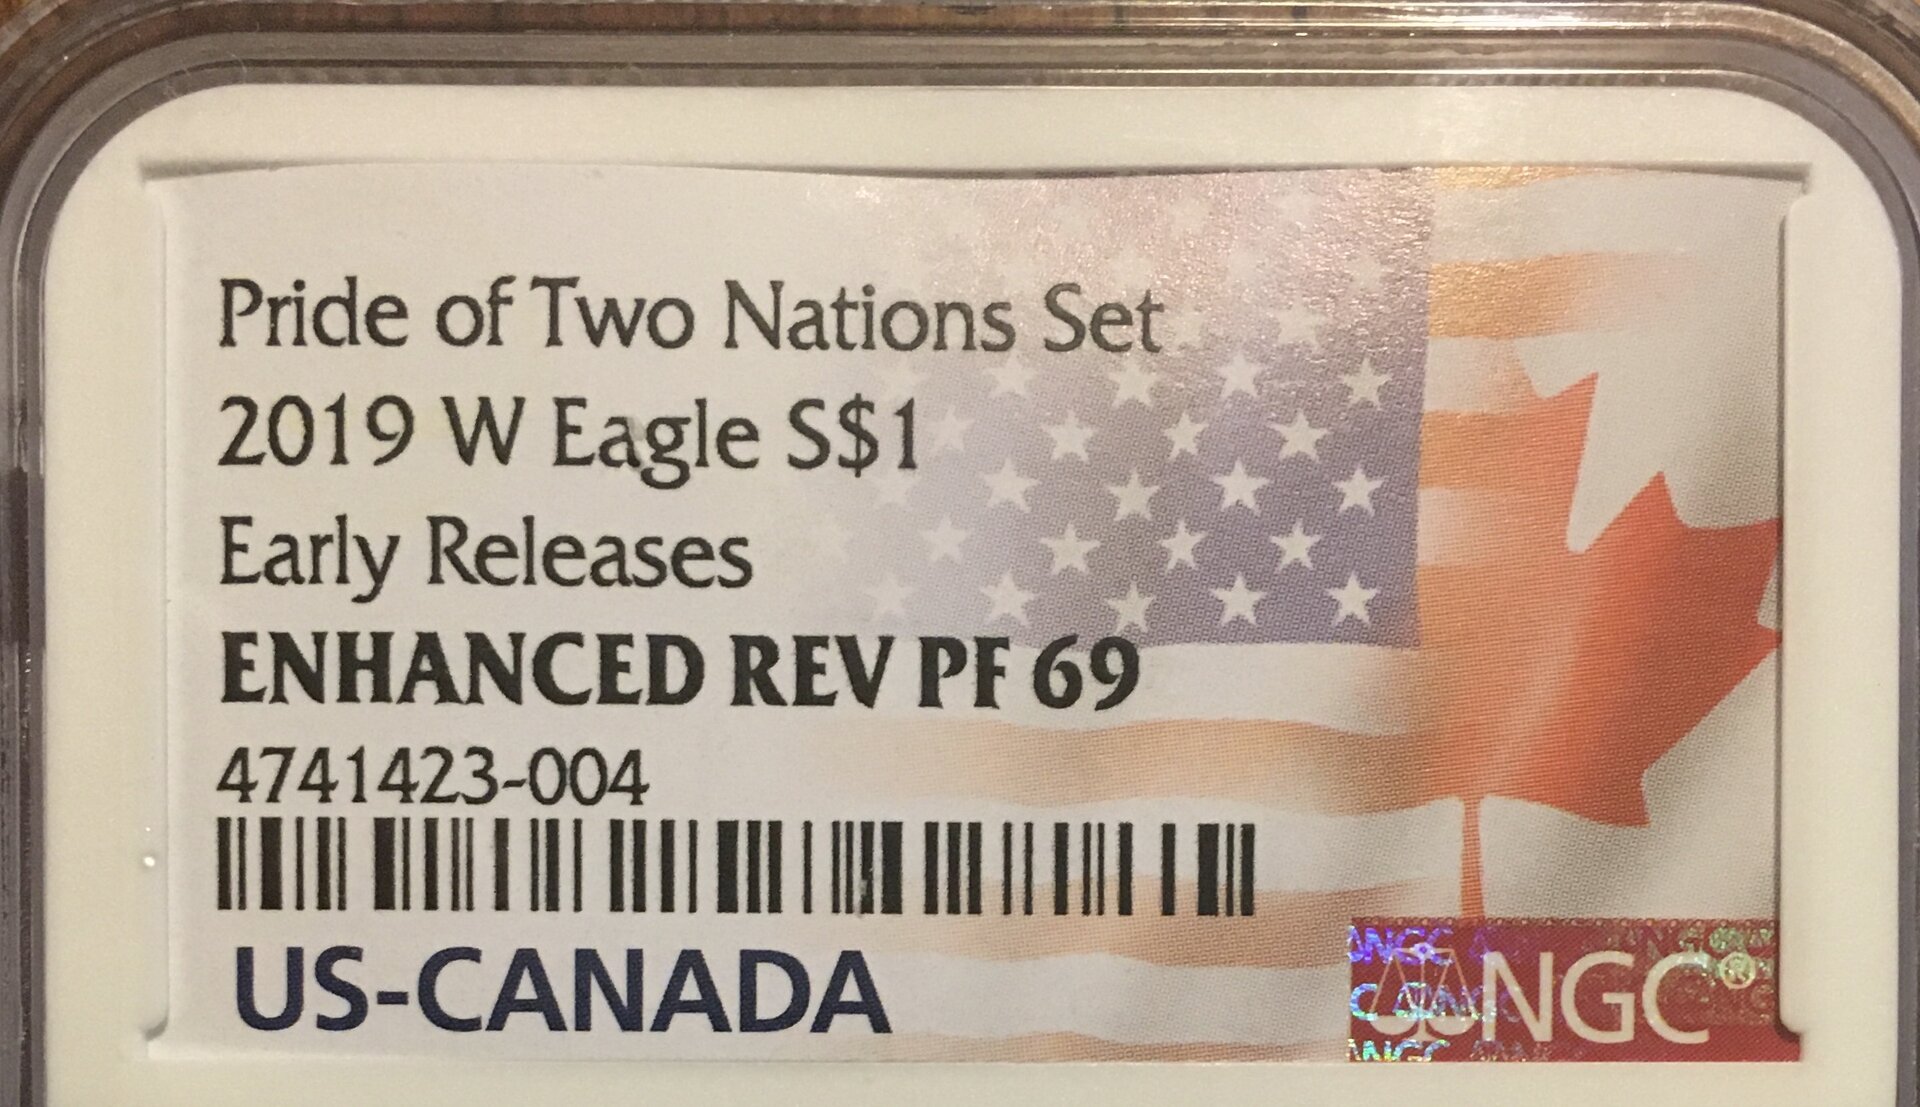 Pride of Two Nations Set
2019 W Eagle S$1
Early Releases
ENHANCED REV PF 69
4741423-004
US-CANADA
NGC®